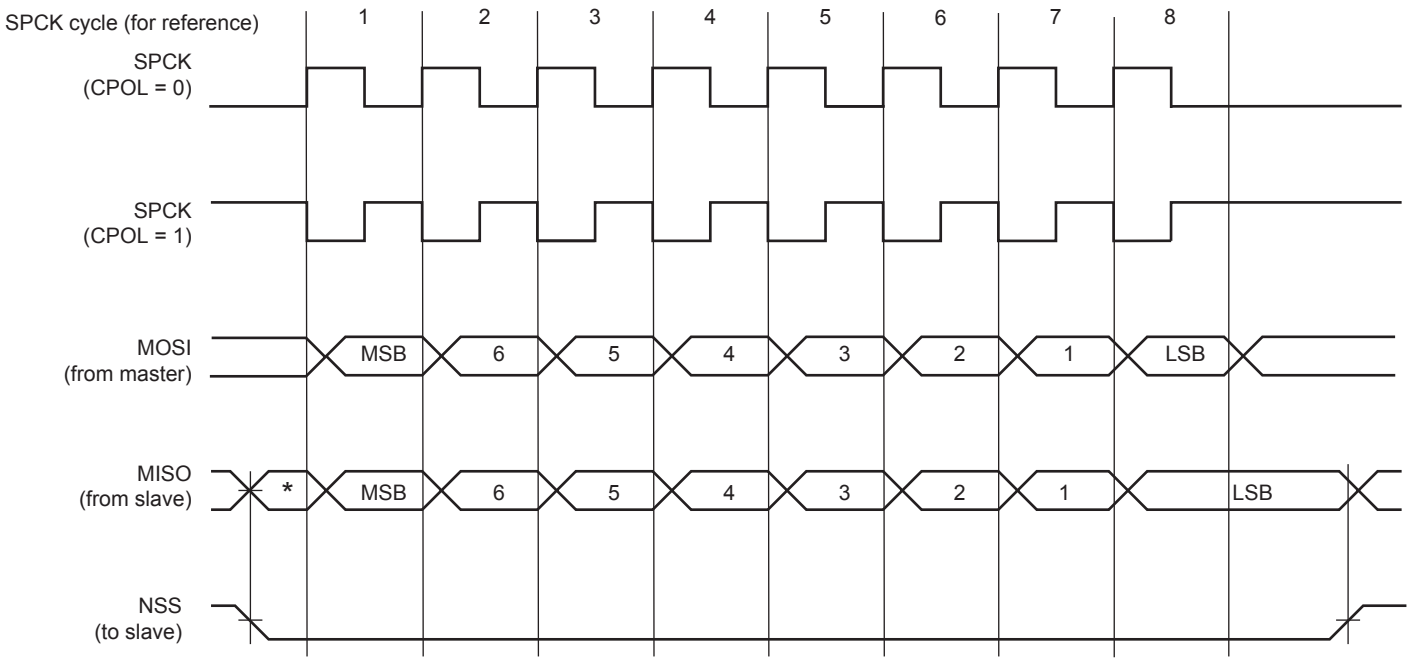 SPCK cycle (for reference) 1 2 3 4 5 6 7 8
SPCK
(CPOL = 0)
SPCK
(CPOL = 1)
MOSI
(from master)
MSB 6 5 4 3 2 1 LSB
MISO
(from slave)
* MSB 6 5 4 3 2 1 LSB
NSS
(to slave)